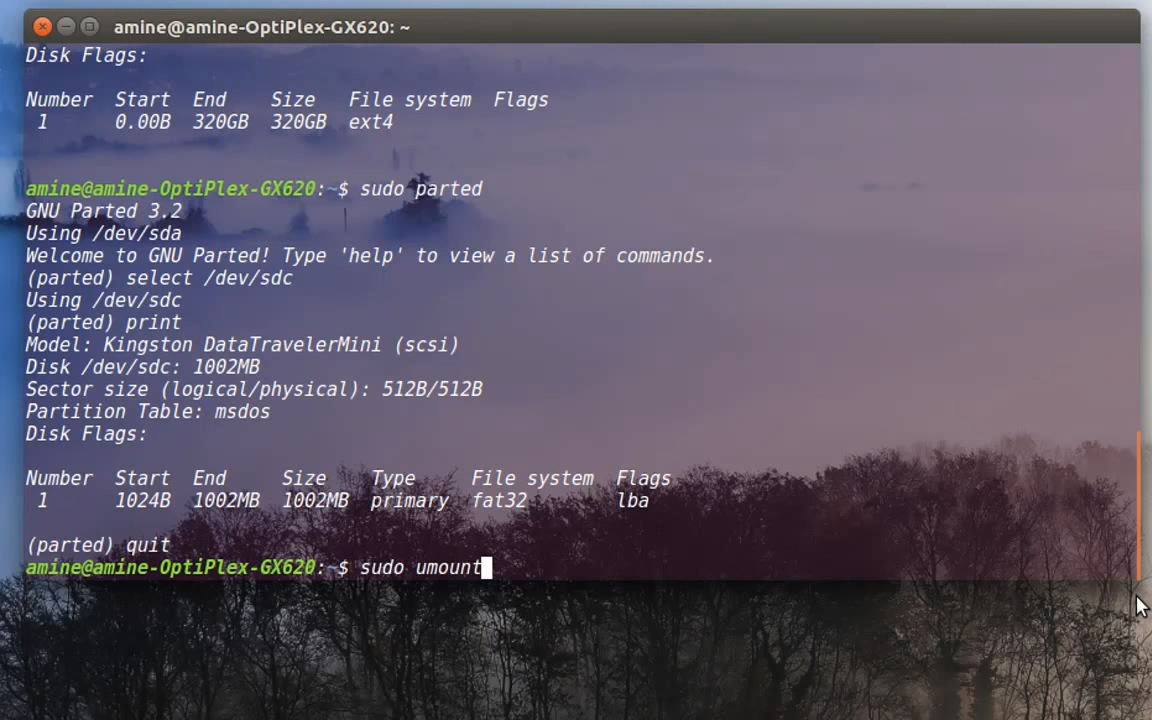 amine@amine-OptiPlex-GX620: ~
Disk Flags:
Number  Start  End    Size    File system  Flags
 1      0.00B  320GB  320GB  ext4
amine@amine-OptiPlex-GX620:~$ sudo parted
GNU Parted 3.2
Using /dev/sda
Welcome to GNU Parted! Type 'help' to view a list of commands.
(parted) select /dev/sdc
Using /dev/sdc
(parted) print
Model: Kingston DataTravelerMini (scsi)
Disk /dev/sdc: 1002MB
Sector size (logical/physical): 512B/512B
Partition Table: msdos
Disk Flags:
Number  Start  End     Size    Type     File system  Flags
 1      1024B  1002MB  1002MB  primary  fat32        lba
(parted) quit
amine@amine-OptiPlex-GX620:~$ sudo umount